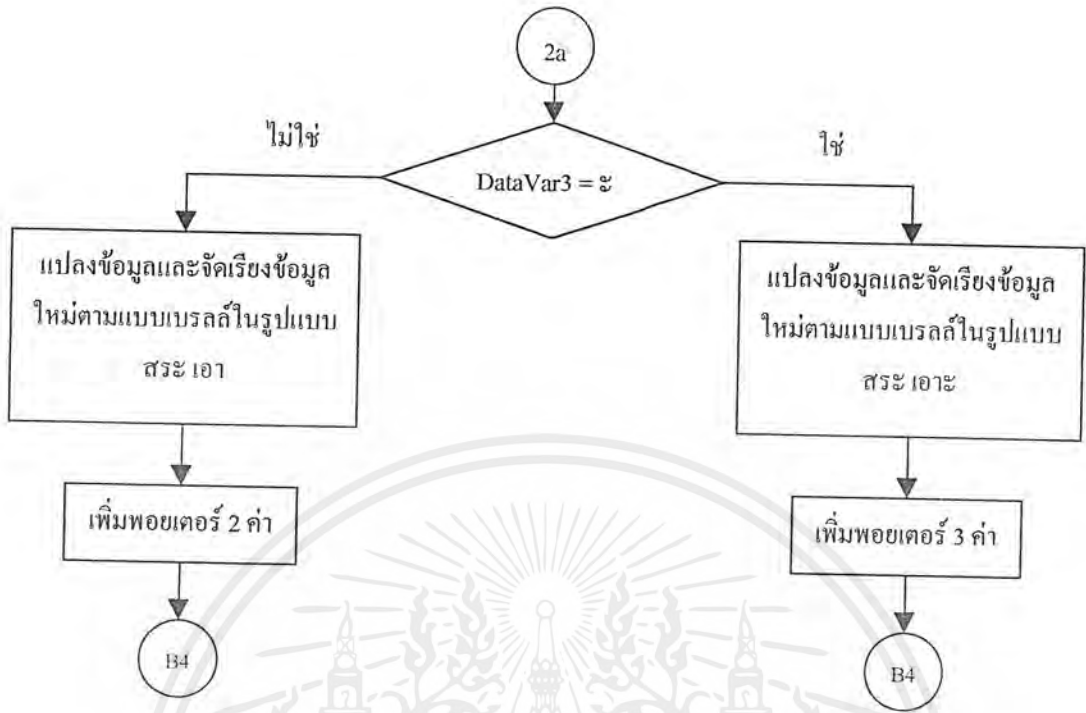 2a
ไม่ใช่
ใช่
DataVar3 = ะ
แปลงข้อมูลและจัดเรียงข้อมูล
ใหม่ตามแบบเบรลล์ในรูปแบบ
สระ เอา
แปลงข้อมูลและจัดเรียงข้อมูล
ใหม่ตามแบบเบรลล์ในรูปแบบ
สระ เอาะ
เพิ่มพอยเตอร์ 2 ค่า
เพิ่มพอยเตอร์ 3 ค่า
B4
B4